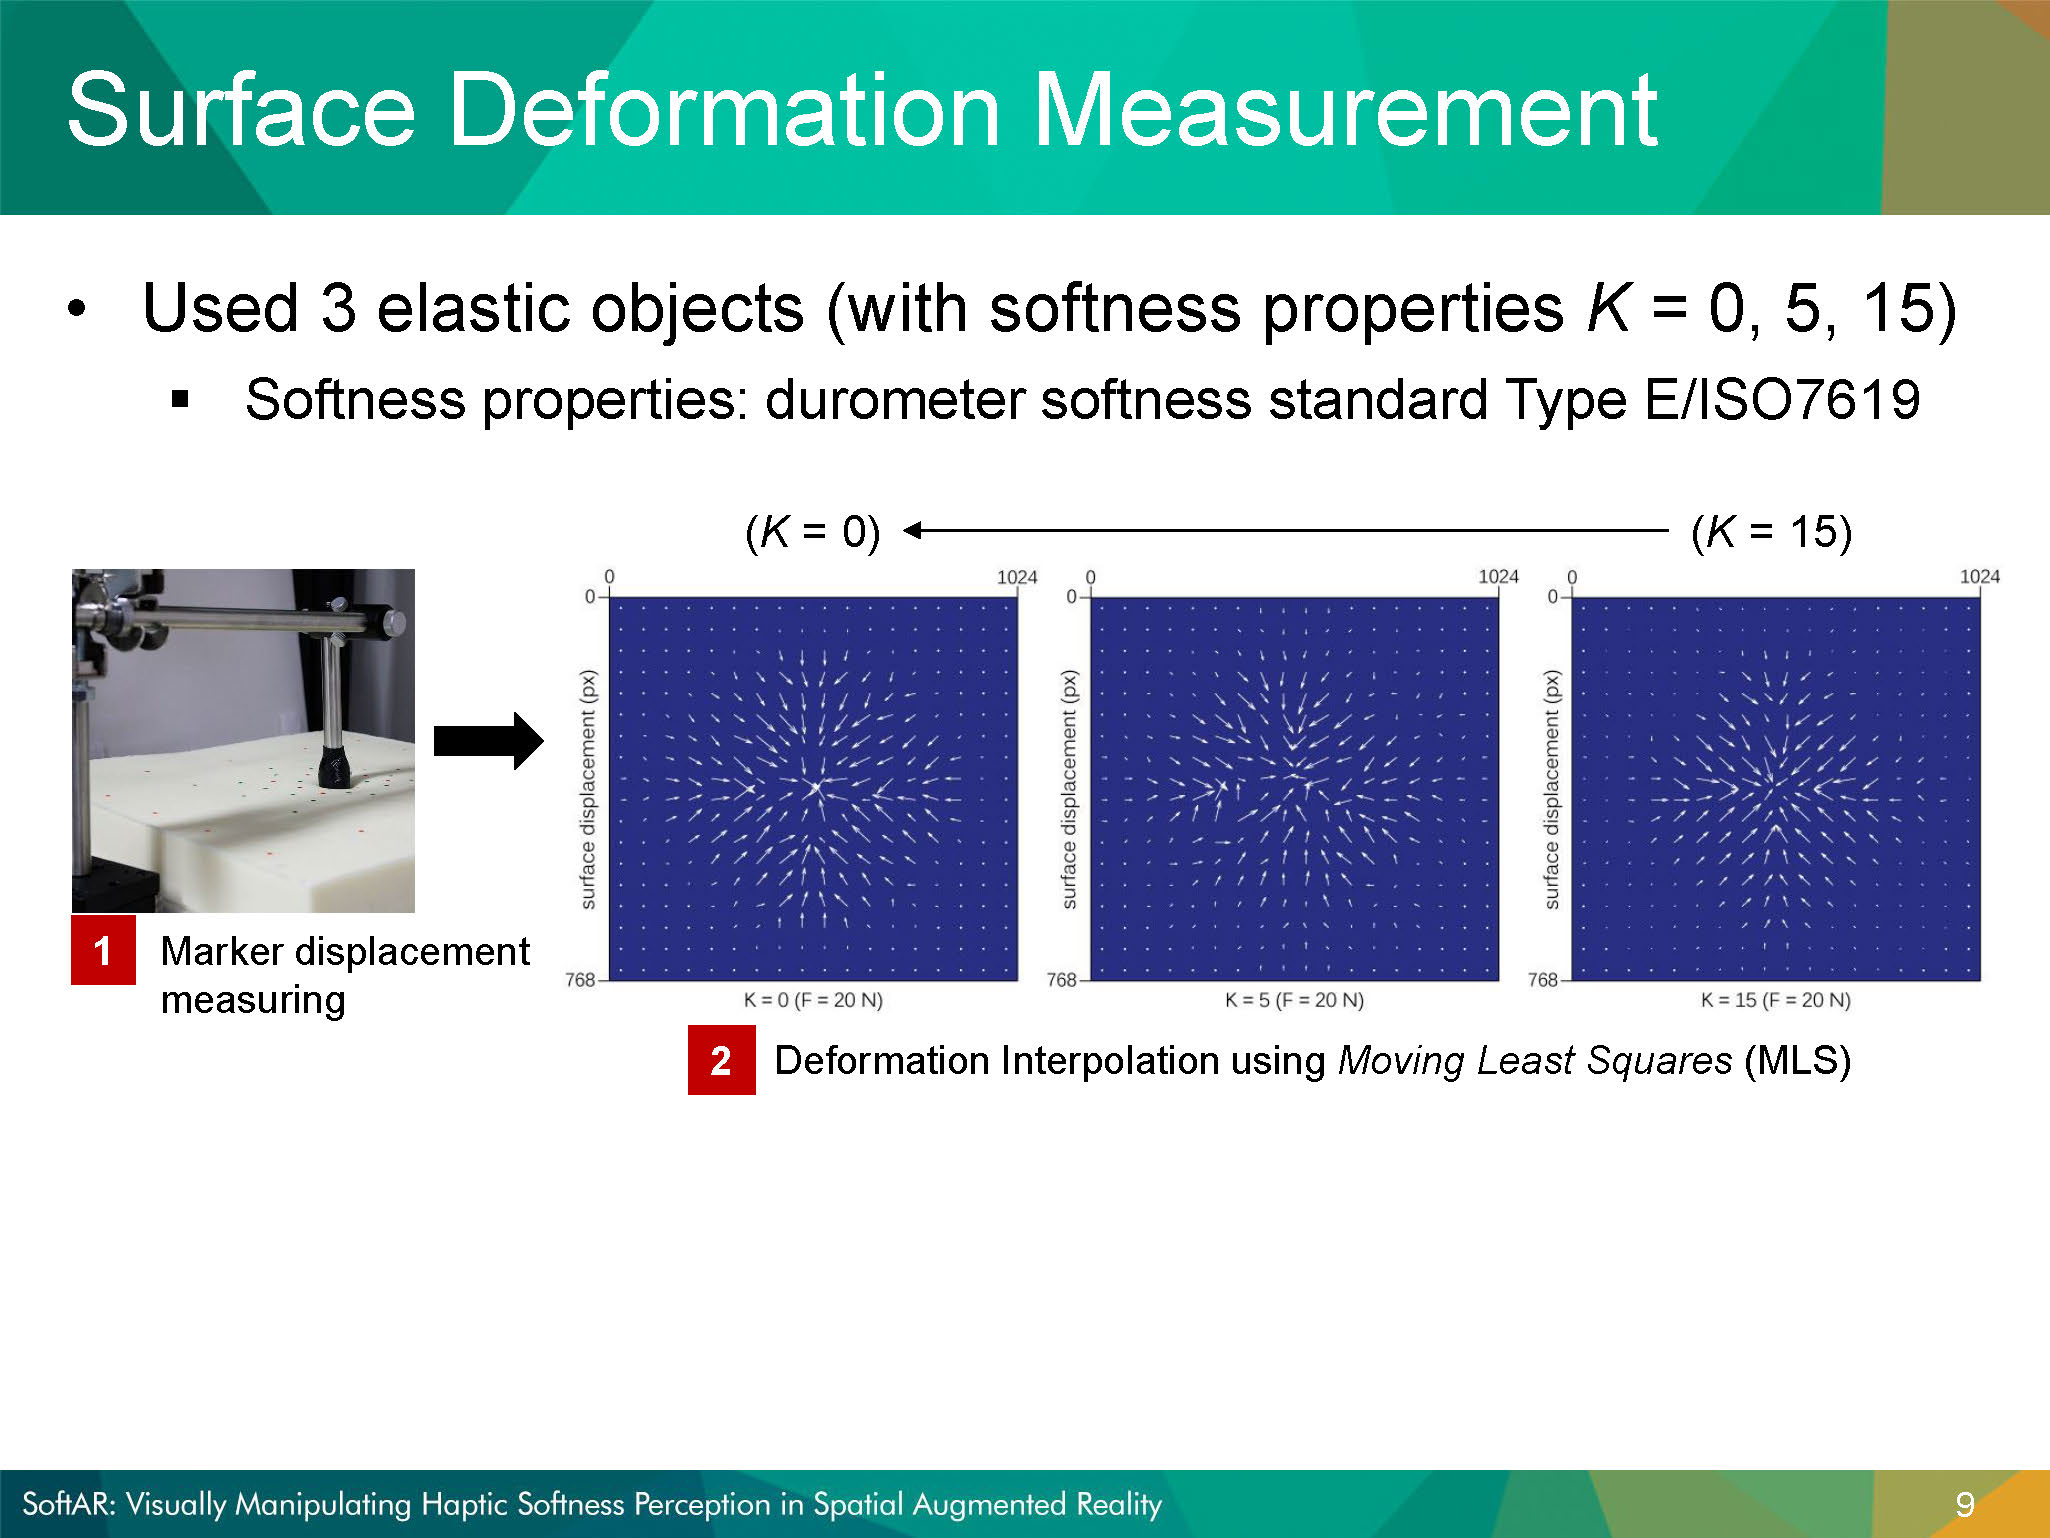 Surface Deformation Measurement
• Used 3 elastic objects (with softness properties K = 0, 5, 15)
▪ Softness properties: durometer softness standard Type E/ISO7619
(K = 0) (K = 15)
0 1024 0 1024 0 1024
0 0 0
surface displacement (px) surface displacement (px) surface displacement (px)
768 768 768
K = 0 (F = 20 N) K = 5 (F = 20 N) K = 15 (F = 20 N)
1 Marker displacement
measuring
2 Deformation Interpolation using Moving Least Squares (MLS)
SoftAR: Visually Manipulating Haptic Softness Perception in Spatial Augmented Reality 9